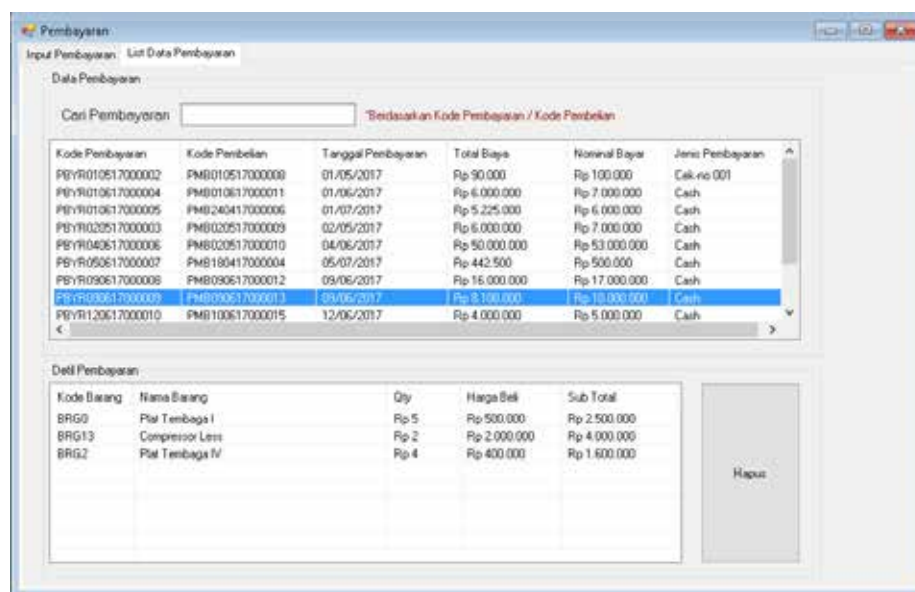 Pembayaran
Input Pembayaran List Data Pembayaran
Data Pembayaran
Cari Pembayaran *Berdasarkan Kode Pembayaran / Kode Pembelian
Kode Pembayaran Kode Pembelian Tanggal Pembayaran Total Biaya Nominal Bayar Jenis Pembayaran
PBYR010517000002 PMB010517000008 01/05/2017 Rp 90.000 Rp 100.000 Cek-no 001
PBYR010617000004 PMB010617000011 01/06/2017 Rp 6.000.000 Rp 7.000.000 Cash
PBYR010617000005 PMB240417000006 01/07/2017 Rp 5.225.000 Rp 6.000.000 Cash
PBYR020517000003 PMB020517000009 02/05/2017 Rp 6.000.000 Rp 7.000.000 Cash
PBYR040617000006 PMB020517000010 04/06/2017 Rp 50.000.000 Rp 53.000.000 Cash
PBYR050617000007 PMB180417000004 05/07/2017 Rp 442.500 Rp 500.000 Cash
PBYR090617000008 PMB090617000012 09/06/2017 Rp 16.000.000 Rp 17.000.000 Cash
PBYR090617000009 PMB090617000013 09/06/2017 Rp 8.100.000 Rp 10.000.000 Cash
PBYR120617000010 PMB100617000015 12/06/2017 Rp 4.000.000 Rp 5.000.000 Cash
Detil Pembayaran
Kode Barang Nama Barang Qty Harga Beli Sub Total
BRG0 Plat Tembaga I Rp 5 Rp 500.000 Rp 2.500.000
BRG13 Compressor Less Rp 2 Rp 2.000.000 Rp 4.000.000
BRG2 Plat Tembaga IV Rp 4 Rp 400.000 Rp 1.600.000
Hapus